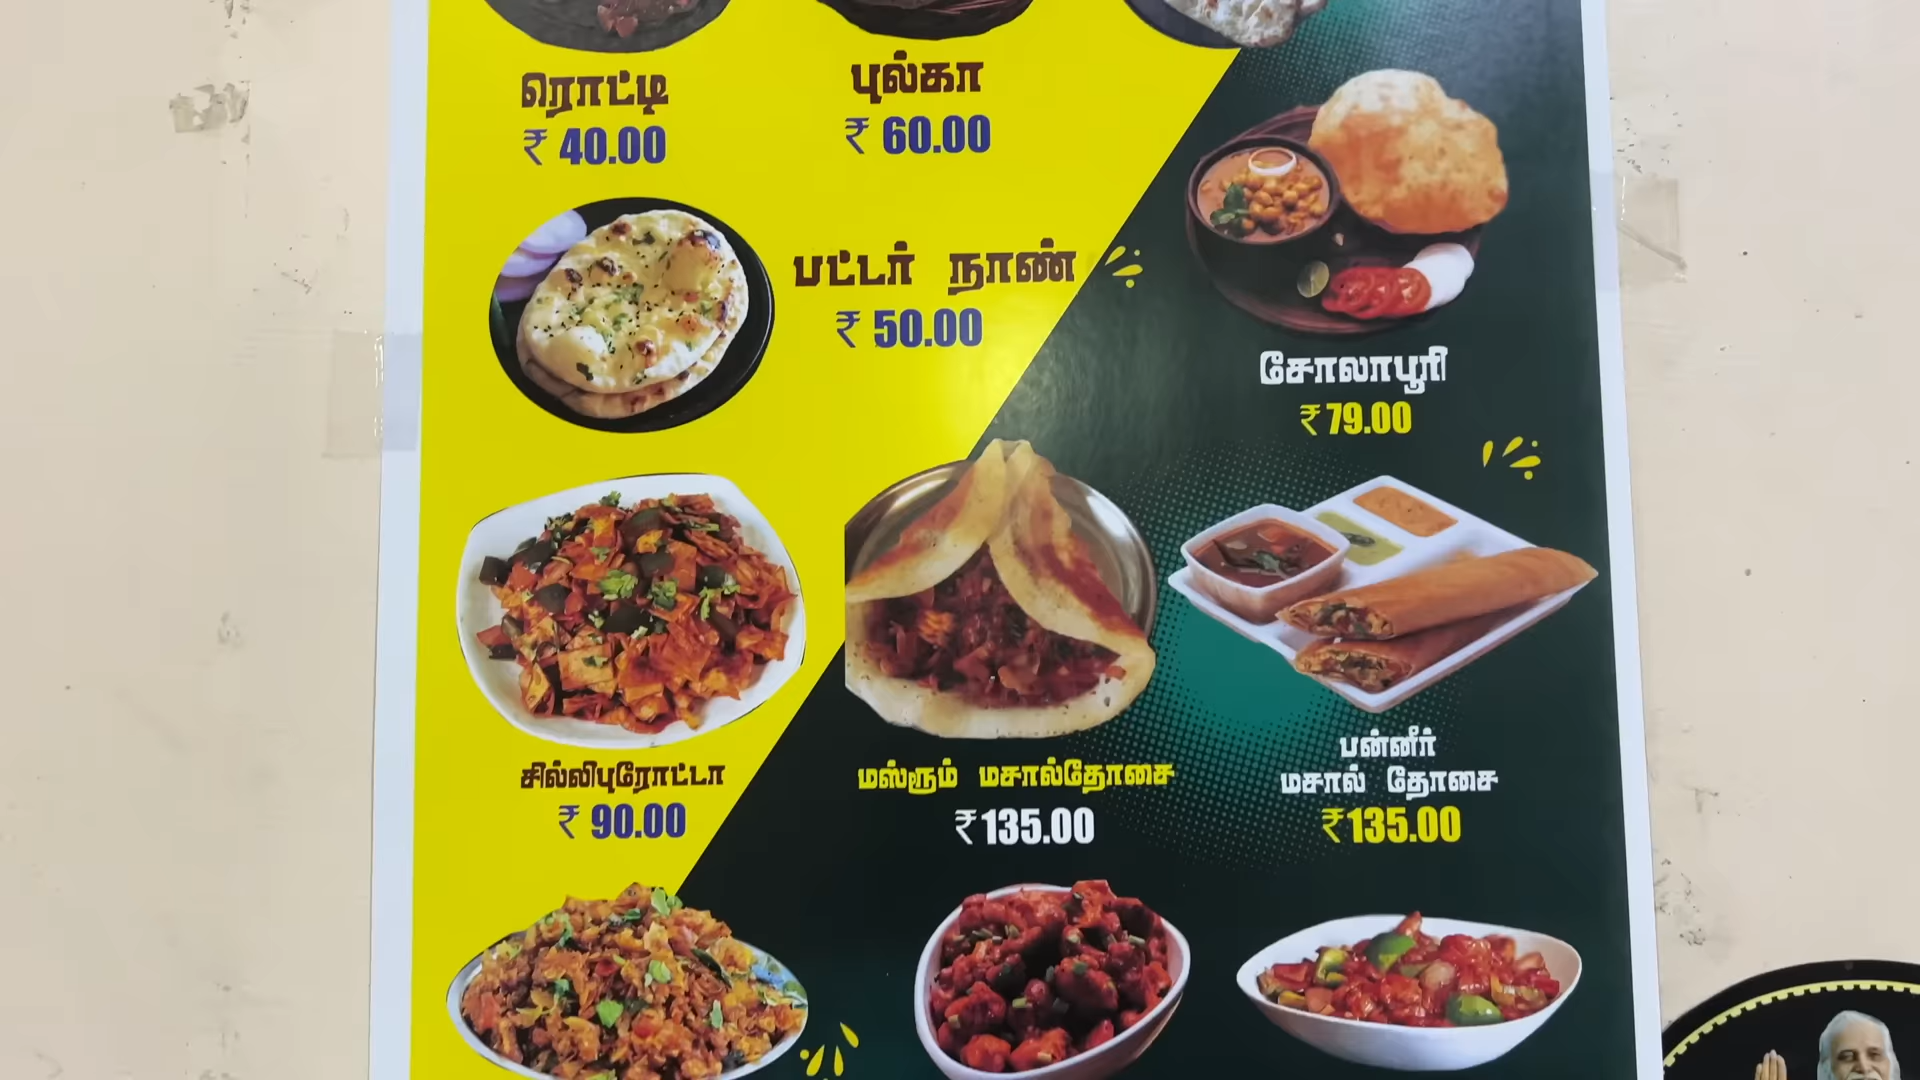 ரொட்டி
₹ 40.00
புல்கா
₹ 60.00
பட்டர் நாண்
₹ 50.00
சோலாபூரி
₹ 79.00
சில்லிபுரோட்டா
₹ 90.00
மஸ்ரூம் மசால்தோசை
₹135.00
பன்னீர்
மசால் தோசை
₹135.00